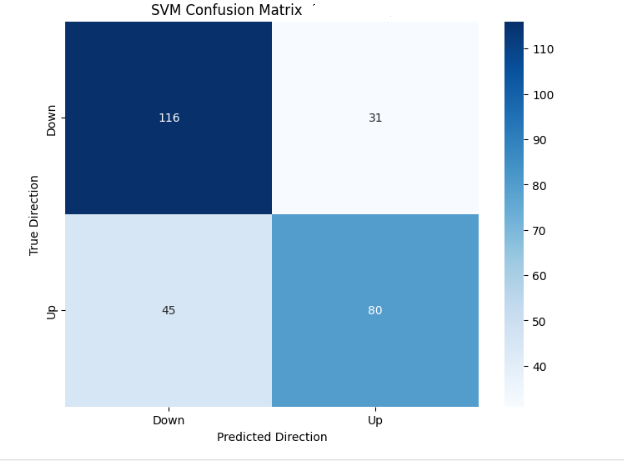 SVM Confusion Matrix
Down
116
31
Up
45
80
Down
Up
True Direction
Predicted Direction
110
100
90
80
70
60
50
40